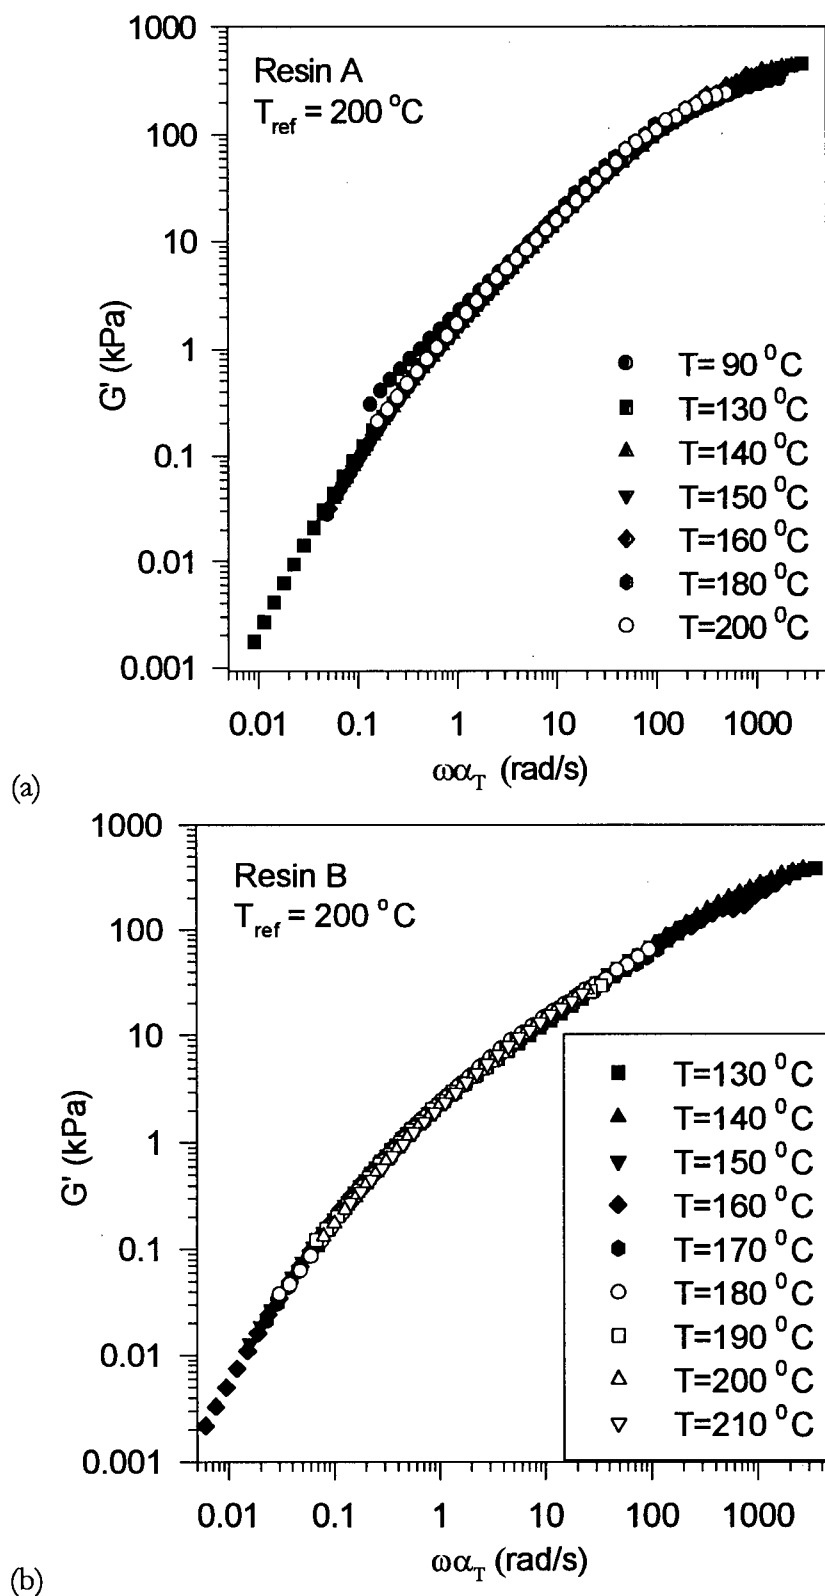 1000
Resin A
T_ref = 200 °C
100
10
G' (kPa)
1
T= 90 °C
T=130 °C
0.1
T=140 °C
T=150 °C
T=160 °C
0.01
T=180 °C
T=200 °C
0.001
0.01 0.1 1 10 100 1000
ωα_T (rad/s)
(a)
1000
Resin B
T_ref = 200 °C
100
10
T=130 °C
T=140 °C
G' (kPa)
1
T=150 °C
T=160 °C
0.1
T=170 °C
T=180 °C
0.01
T=190 °C
T=200 °C
T=210 °C
0.001
0.01 0.1 1 10 100 1000
ωα_T (rad/s)
(b)